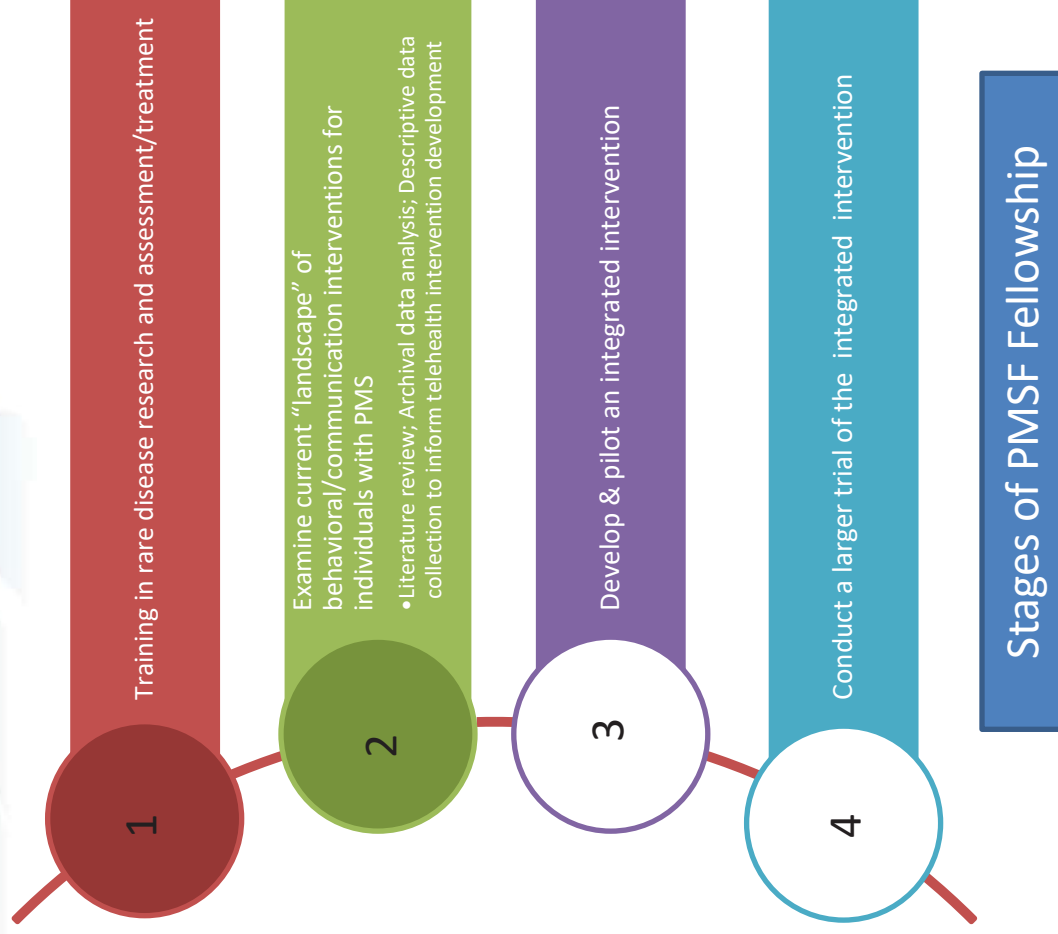 1
Training in rare disease research and assessment/treatment
2
Examine current “landscape” of
behavioral/communication interventions for
individuals with PMS
•Literature review; Archival data analysis; Descriptive data
collection to inform telehealth intervention development
3
Develop & pilot an integrated intervention
4
Conduct a larger trial of the integrated intervention
Stages of PMSF Fellowship